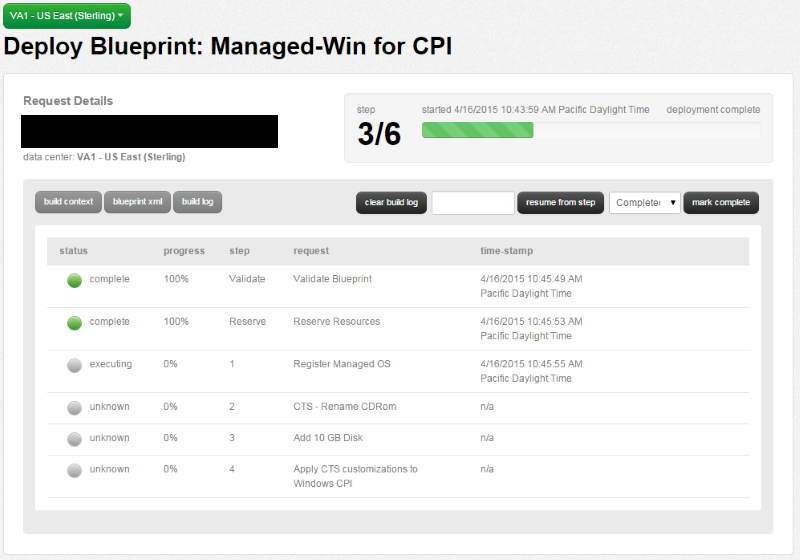 VA1 - US East (Sterling)
Deploy Blueprint: Managed-Win for CPI
Request Details
data center: VA1 - US East (Sterling)
step
3/6
started 4/16/2015 10:43:59 AM Pacific Daylight Time
deployment complete
build context
blueprint xml
build log
clear build log
resume from step
Complete
mark complete
status progress step request time-stamp
complete 100% Validate Validate Blueprint 4/16/2015 10:45:49 AM
Pacific Daylight Time
complete 100% Reserve Reserve Resources 4/16/2015 10:45:53 AM
Pacific Daylight Time
executing 0% 1 Register Managed OS 4/16/2015 10:45:55 AM
Pacific Daylight Time
unknown 0% 2 CTS - Rename CDRom n/a
unknown 0% 3 Add 10 GB Disk n/a
unknown 0% 4 Apply CTS customizations to n/a
Windows CPI